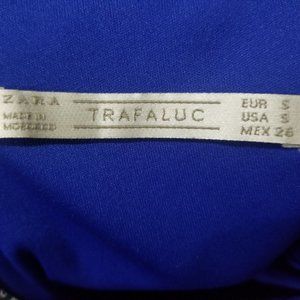 ZARA
MADE IN
MOROCCO
TRAFALUC
EUR S
USA S
MEX 26